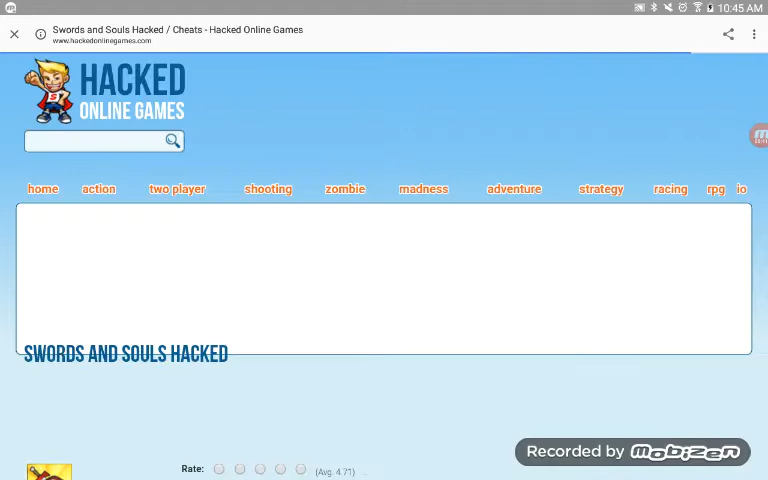 10:45 AM
Swords and Souls Hacked / Cheats - Hacked Online Games
www.hackedonlinegames.com
HACKED
ONLINE GAMES
home action two player shooting zombie madness adventure strategy racing rpg io
SWORDS AND SOULS HACKED
Recorded by MOBIZEN
Rate: (Avg. 4.71)